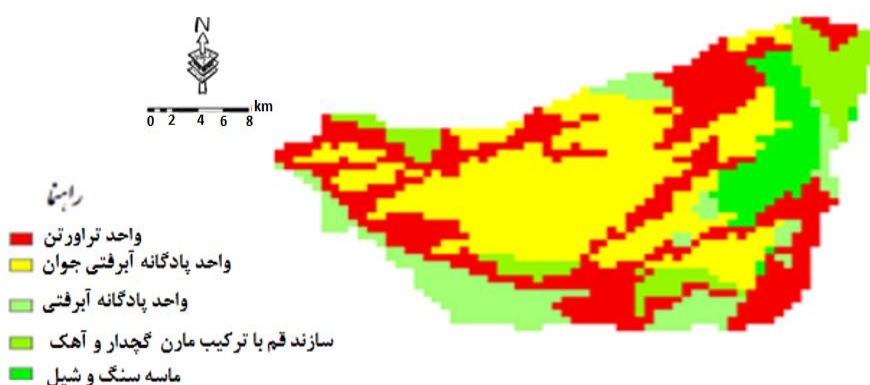 N
km
0 2 4 6 8
راهنما
واحد تراورتن
واحد پادگانه آبرفتی جوان
واحد پادگانه آبرفتی
سازند قم با ترکیب مارن گچدار و آهک
ماسه سنگ و شیل